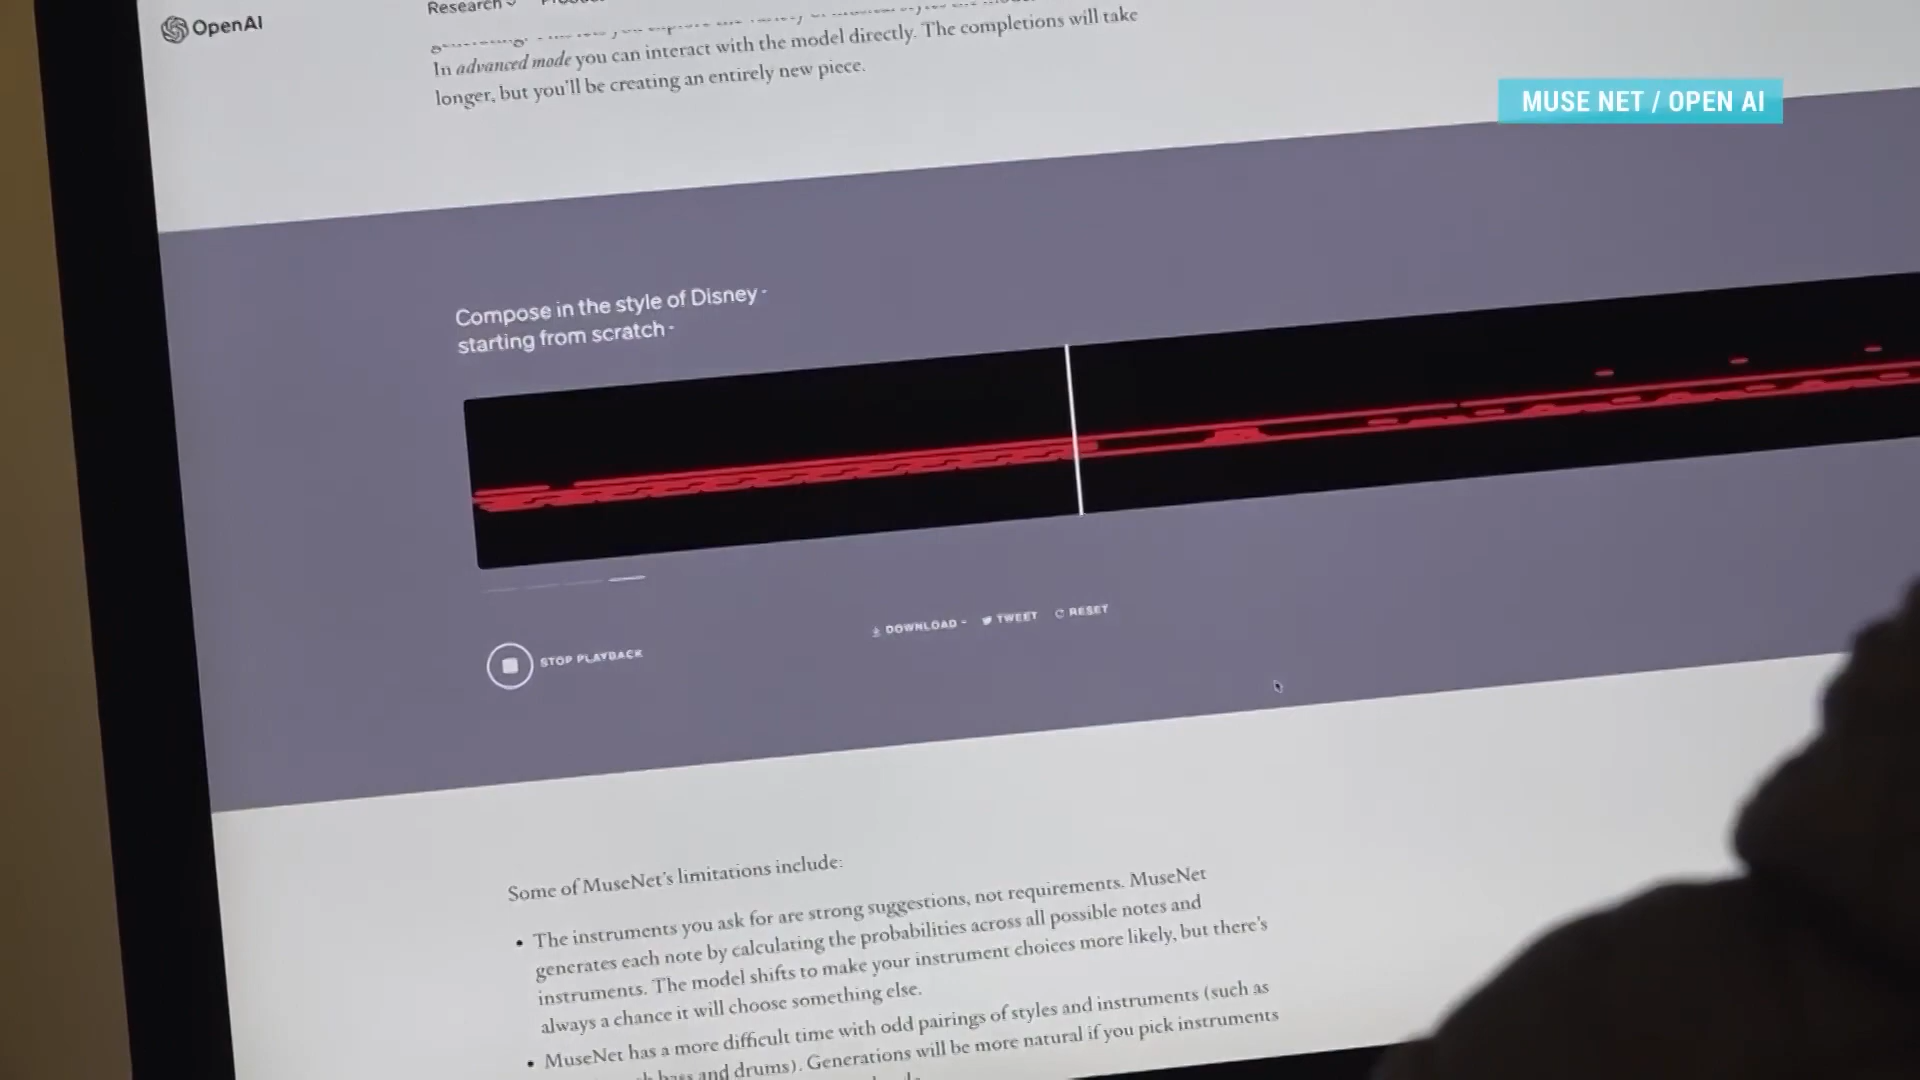 OpenAI
Research
In advanced mode you can interact with the model directly. The completions will take
longer, but you'll be creating an entirely new piece.
MUSE NET / OPEN AI
Compose in the style of Disney -
starting from scratch -
DOWNLOAD -
TWEET
RESET
STOP PLAYBACK
Some of MuseNet's limitations include:
• The instruments you ask for are strong suggestions, not requirements. MuseNet
generates each note by calculating the probabilities across all possible notes and
instruments. The model shifts to make your instrument choices more likely, but there's
always a chance it will choose something else.
• MuseNet has a more difficult time with odd pairings of styles and instruments (such as
bass and drums). Generations will be more natural if you pick instruments